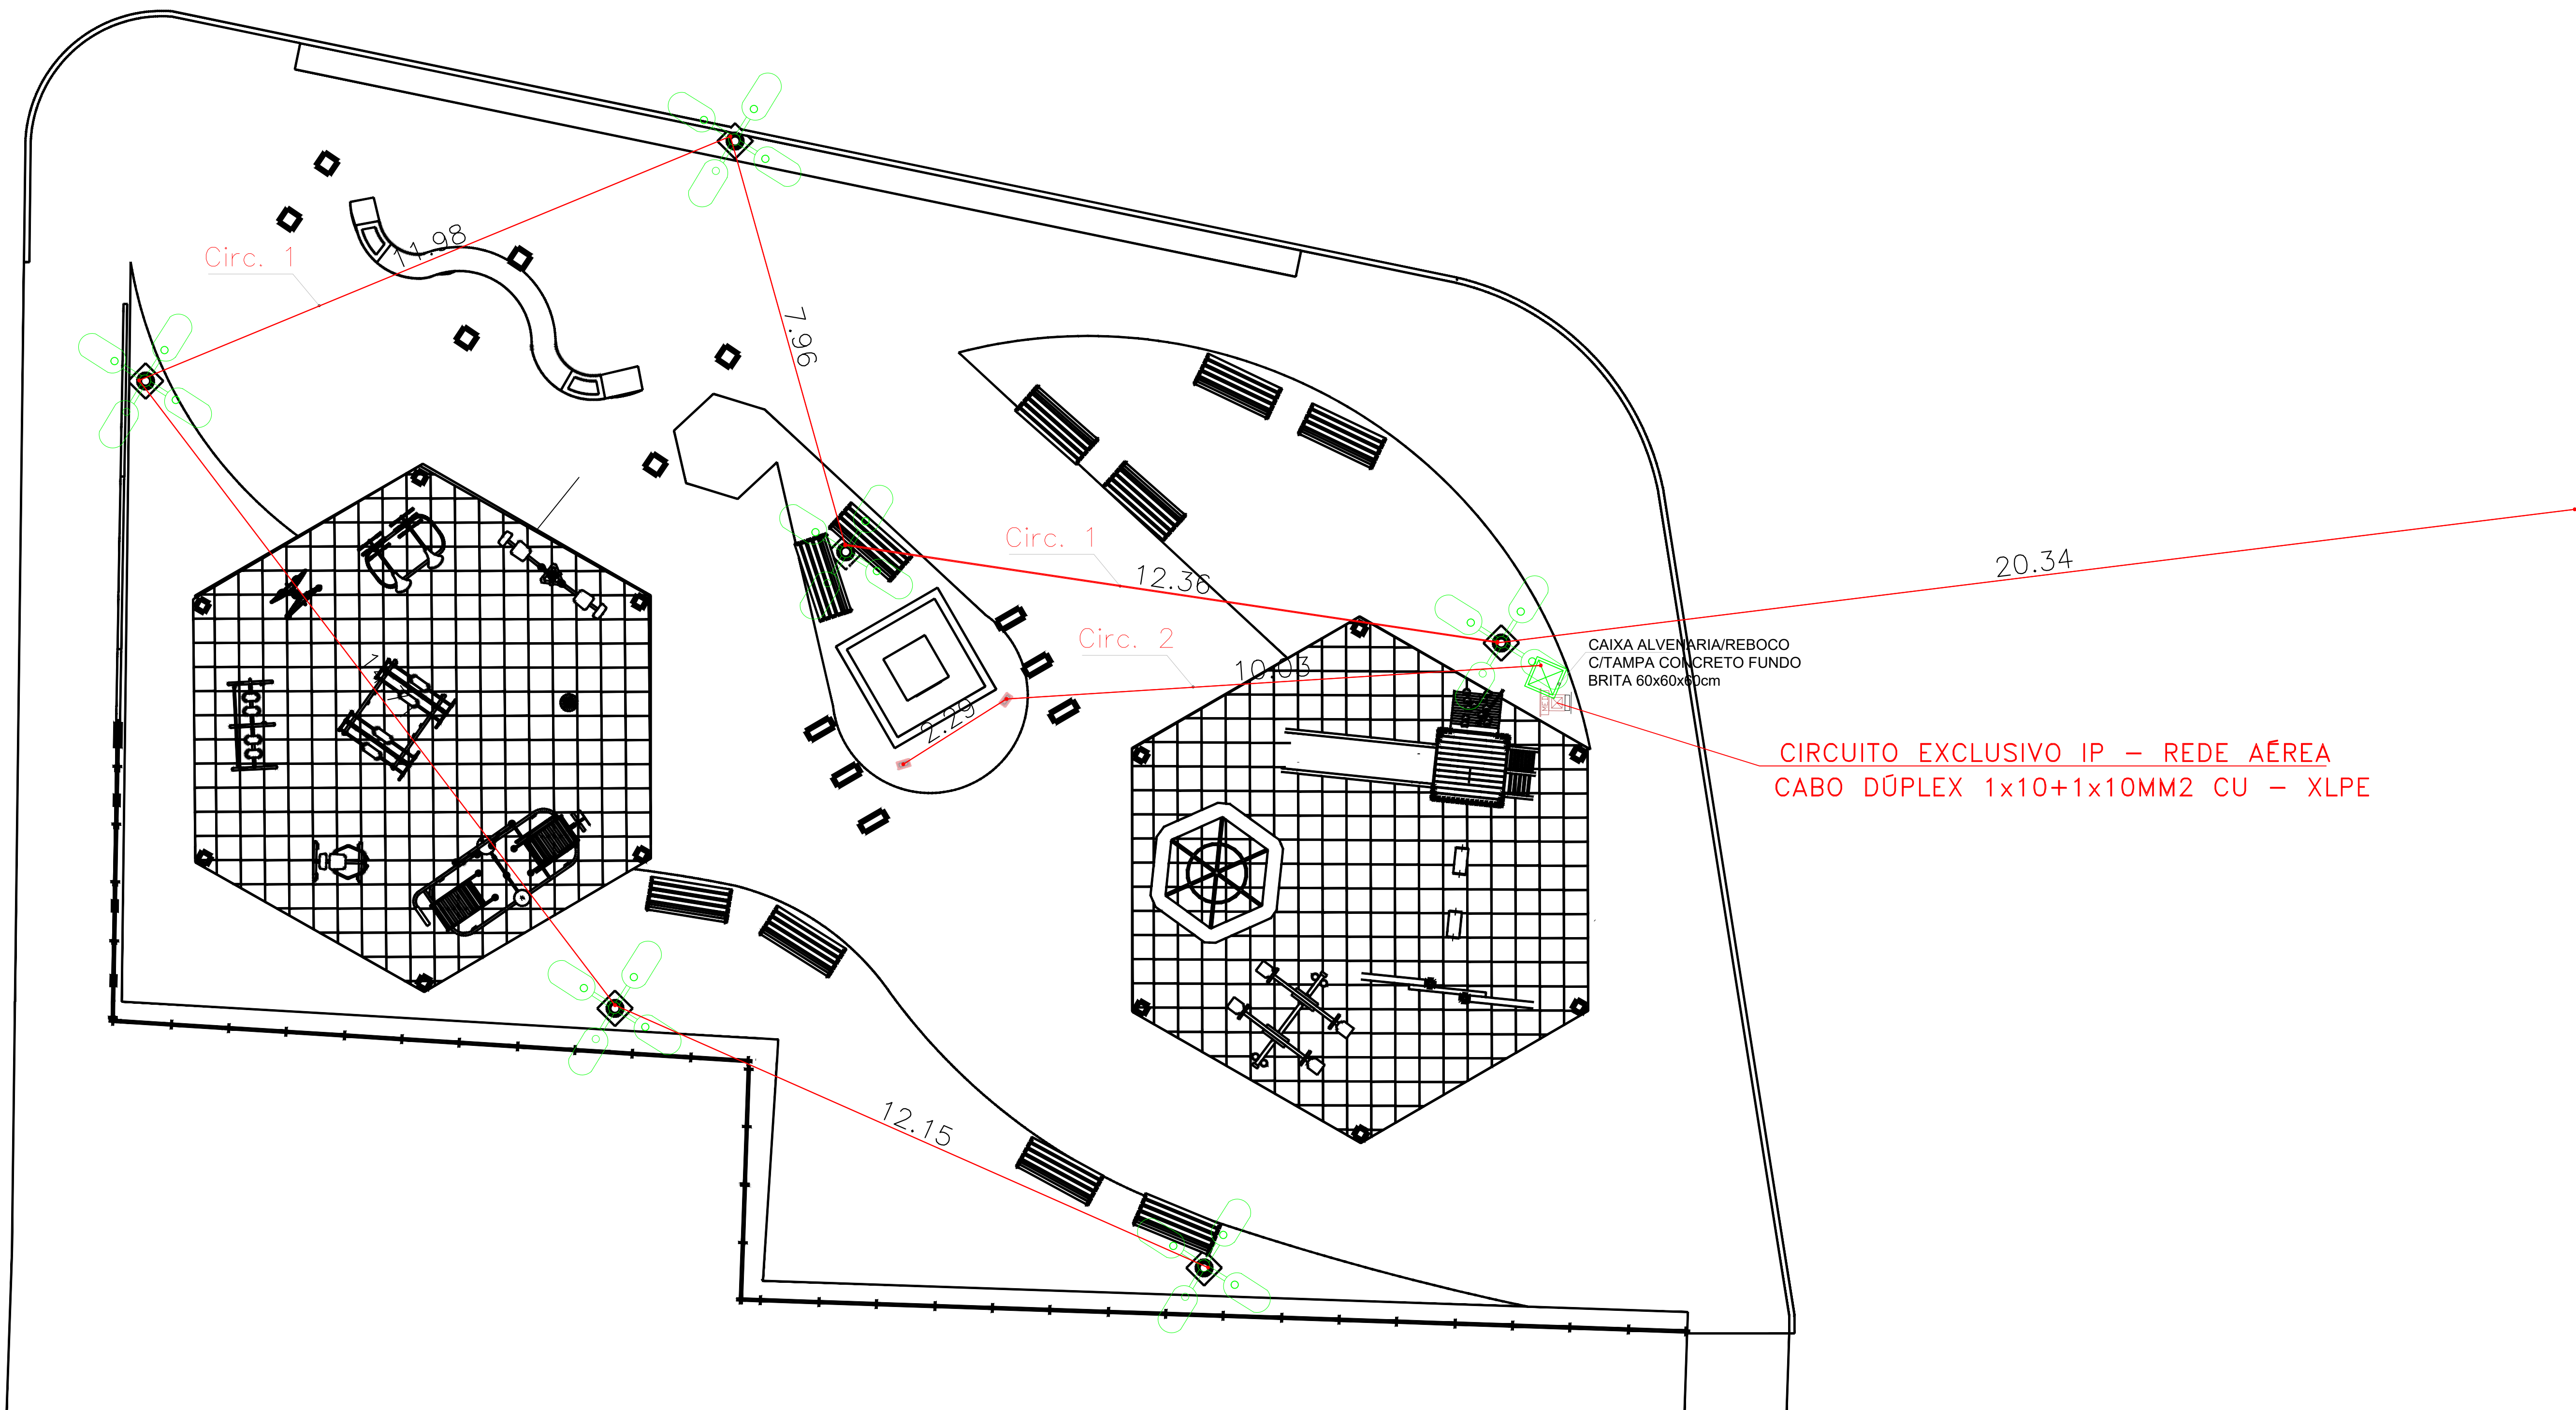 Circ. 1
11.98
7.96
Circ. 1
12.36
20.34
Circ. 2
10.03
2.29
CAIXA ALVENARIA/REBOCO
C/TAMPA CONCRETO FUNDO
BRITA 60x60x60cm
CIRCUITO EXCLUSIVO IP – REDE AÉREA
CABO DÚPLEX 1x10+1x10MM2 CU – XLPE
12.15